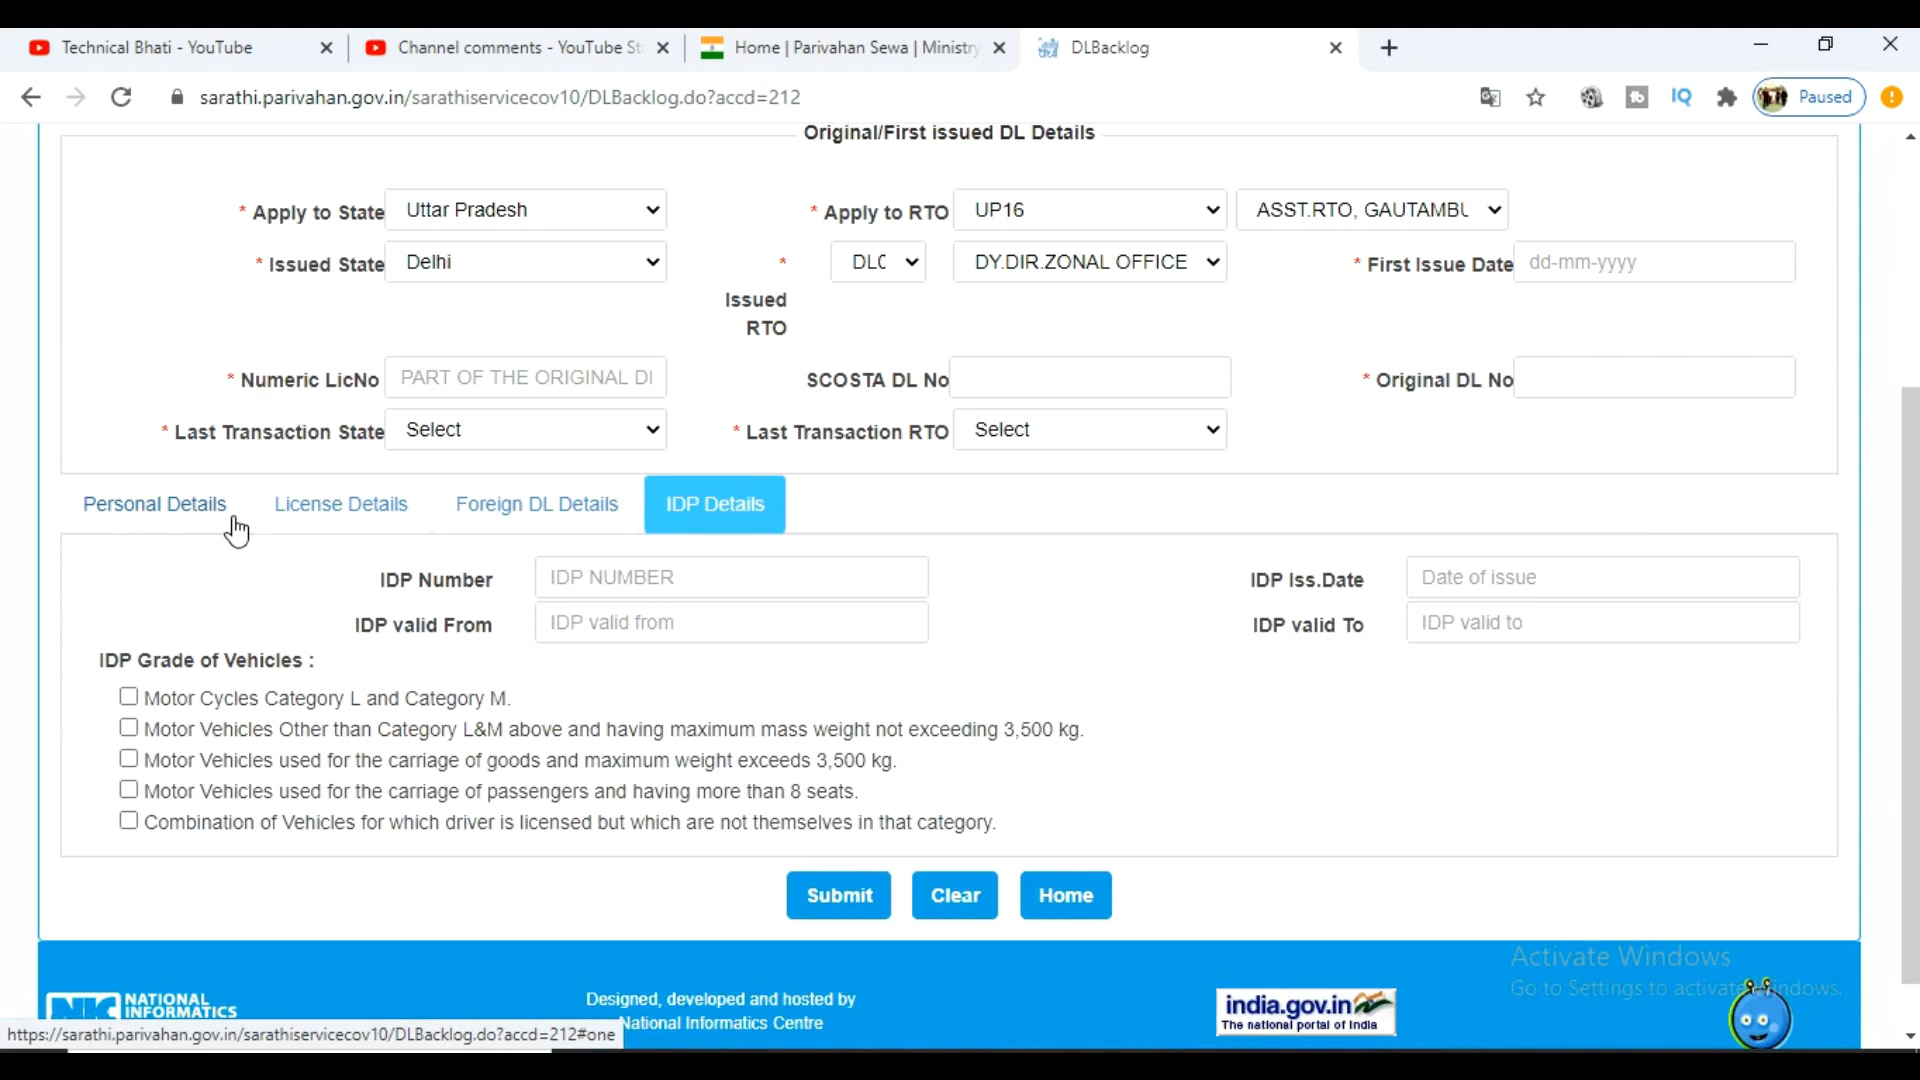 Technical Bhati - YouTube
Channel comments - YouTube St
Home | Parivahan Sewa | Ministry
DLBacklog
sarathi.parivahan.gov.in/sarathiservicecov10/DLBacklog.do?accd=212
Paused
Original/First issued DL Details
* Apply to State Uttar Pradesh
* Apply to RTO UP16 ASST.RTO, GAUTAMBU
* Issued State Delhi
* Issued RTO DLC DY.DIR.ZONAL OFFICE
* First Issue Date dd-mm-yyyy
* Numeric LicNo PART OF THE ORIGINAL DL
SCOSTA DL No
* Original DL No
* Last Transaction State Select
* Last Transaction RTO Select
Personal Details License Details Foreign DL Details IDP Details
IDP Number IDP NUMBER
IDP Iss.Date Date of issue
IDP valid From IDP valid from
IDP valid To IDP valid to
IDP Grade of Vehicles :
Motor Cycles Category L and Category M.
Motor Vehicles Other than Category L&M above and having maximum mass weight not exceeding 3,500 kg.
Motor Vehicles used for the carriage of goods and maximum weight exceeds 3,500 kg.
Motor Vehicles used for the carriage of passengers and having more than 8 seats.
Combination of Vehicles for which driver is licensed but which are not themselves in that category.
Submit Clear Home
Activate Windows
Go to Settings to activate Windows.
NIC NATIONAL
INFORMATICS
Designed, developed and hosted by
National Informatics Centre
india.gov.in
The national portal of India
https://sarathi.parivahan.gov.in/sarathiservicecov10/DLBacklog.do?accd=212#one